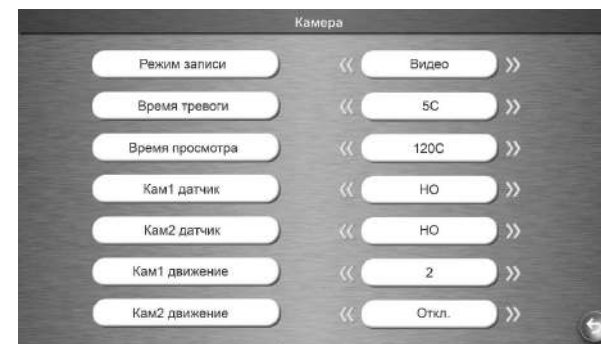 Камера
Режим записи « Видео »
Время тревоги « 5С »
Время просмотра « 120С »
Кам1 датчик « НО »
Кам2 датчик « НО »
Кам1 движение « 2 »
Кам2 движение « Откл. »